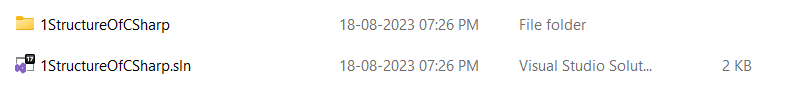 1StructureOfCSharp 18-08-2023 07:26 PM File folder
17 1StructureOfCSharp.sln 18-08-2023 07:26 PM Visual Studio Solut... 2 KB